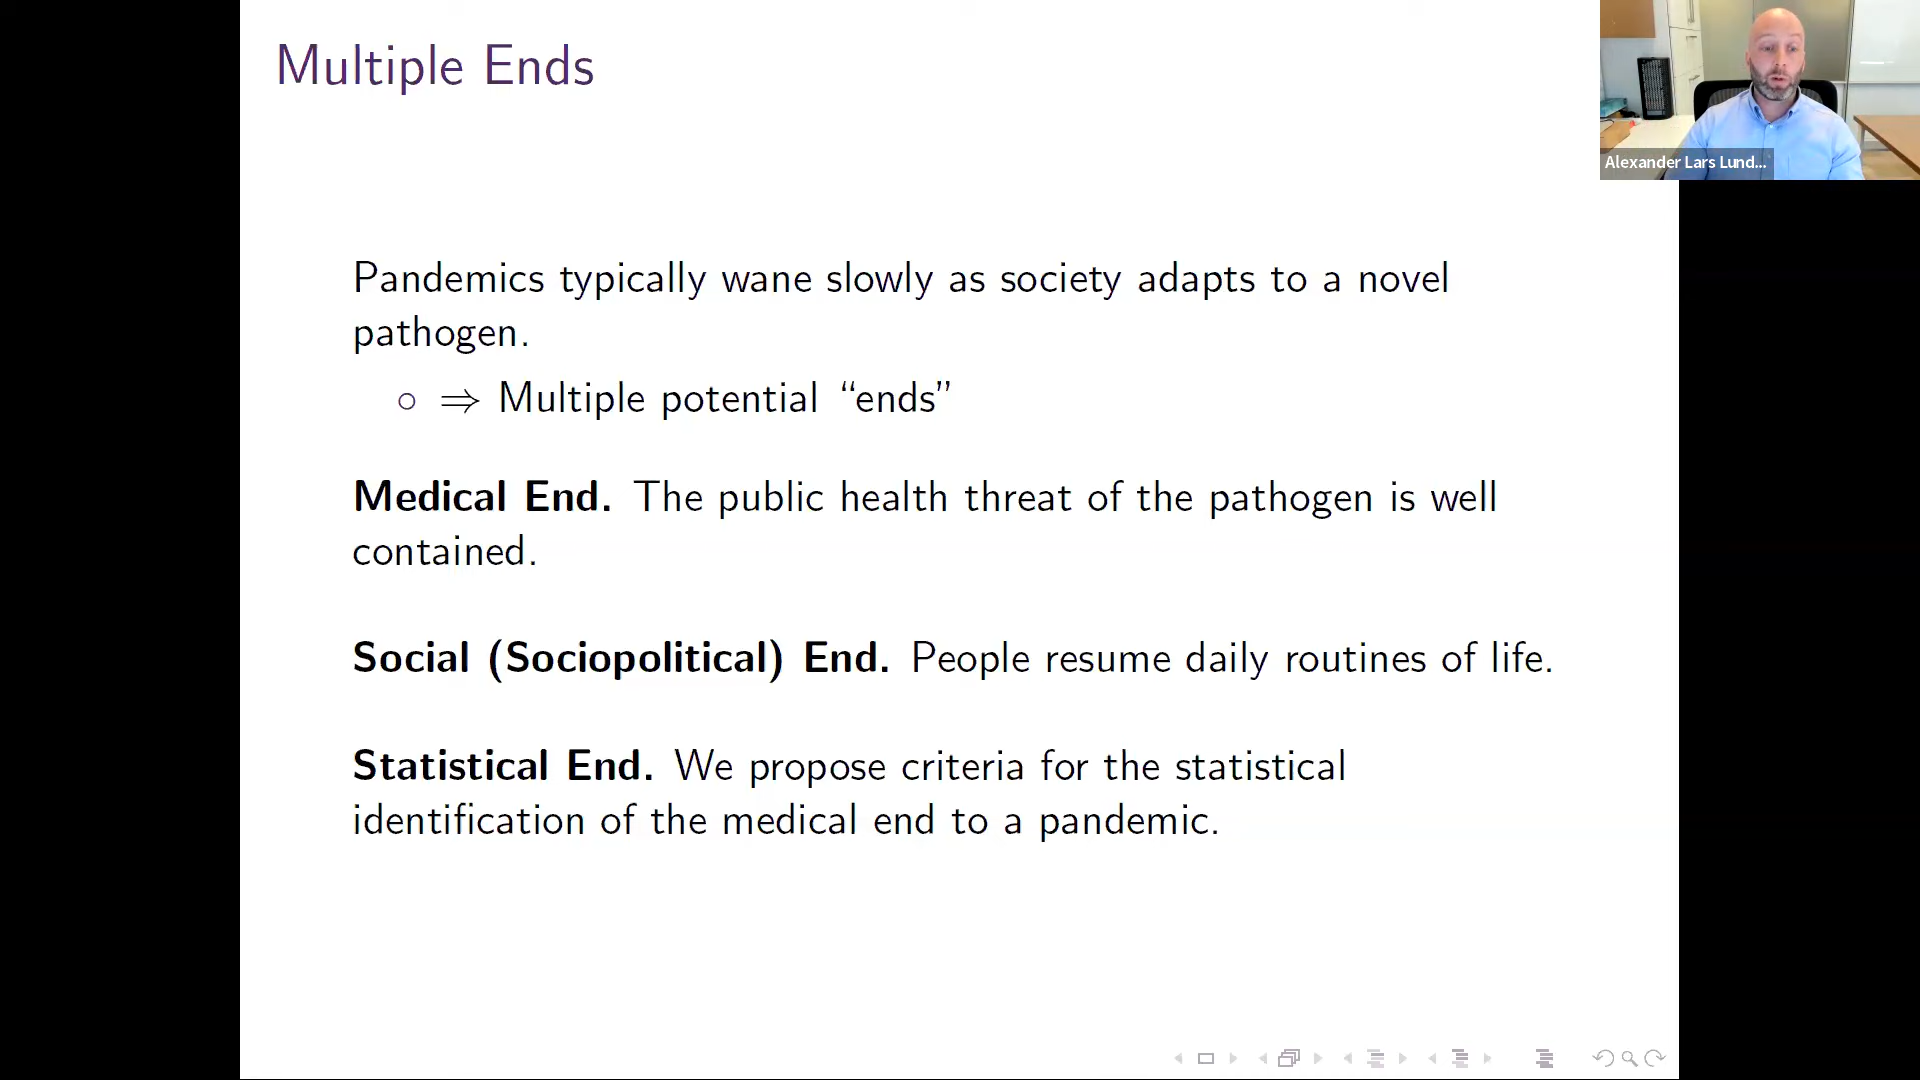 Multiple Ends
Alexander Lars Lund...
Pandemics typically wane slowly as society adapts to a novel
pathogen.
○ ⇒ Multiple potential “ends”
Medical End. The public health threat of the pathogen is well
contained.
Social (Sociopolitical) End. People resume daily routines of life.
Statistical End. We propose criteria for the statistical
identification of the medical end to a pandemic.